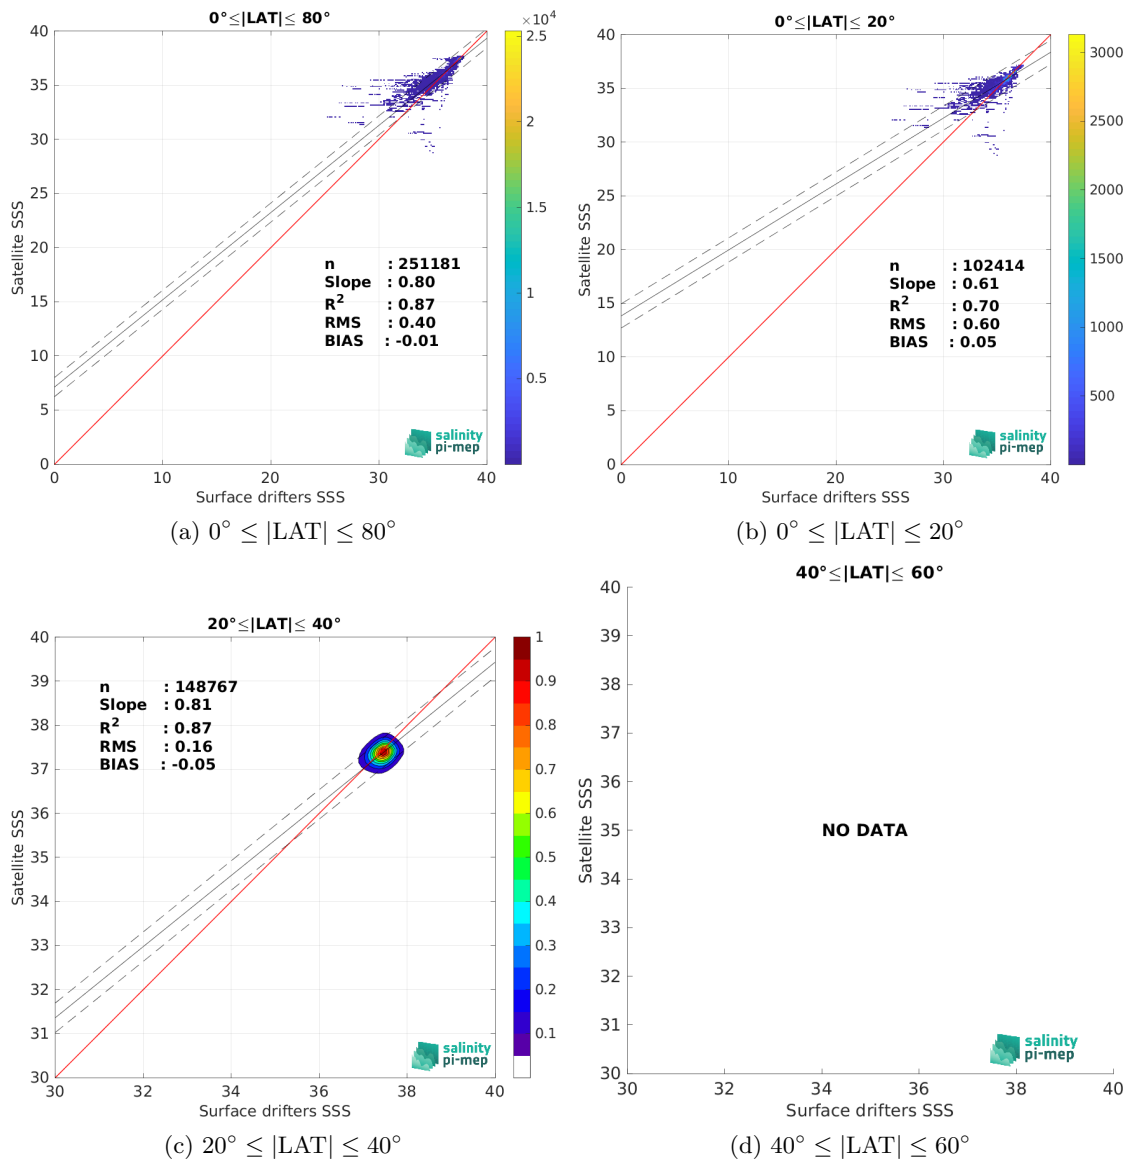 0°≤|LAT|≤ 80°
×10⁴
40
35
30
25
20
15
10
5
0
0
10
20
30
40
2.5
2
1.5
1
0.5
Satellite SSS
Surface drifters SSS
n : 251181
Slope : 0.80
R² : 0.87
RMS : 0.40
BIAS : -0.01
salinity
pi-mep
(a) 0° ≤ |LAT| ≤ 80°
0°≤|LAT|≤ 20°
40
35
30
25
20
15
10
5
0
0
10
20
30
40
3000
2500
2000
1500
1000
500
Satellite SSS
Surface drifters SSS
n : 102414
Slope : 0.61
R² : 0.70
RMS : 0.60
BIAS : 0.05
salinity
pi-mep
(b) 0° ≤ |LAT| ≤ 20°
20°≤|LAT|≤ 40°
40
39
38
37
36
35
34
33
32
31
30
30
32
34
36
38
40
1
0.9
0.8
0.7
0.6
0.5
0.4
0.3
0.2
0.1
Satellite SSS
Surface drifters SSS
n : 148767
Slope : 0.81
R² : 0.87
RMS : 0.16
BIAS : -0.05
salinity
pi-mep
(c) 20° ≤ |LAT| ≤ 40°
40°≤|LAT|≤ 60°
40
39
38
37
36
35
34
33
32
31
30
30
32
34
36
38
40
Satellite SSS
Surface drifters SSS
NO DATA
salinity
pi-mep
(d) 40° ≤ |LAT| ≤ 60°